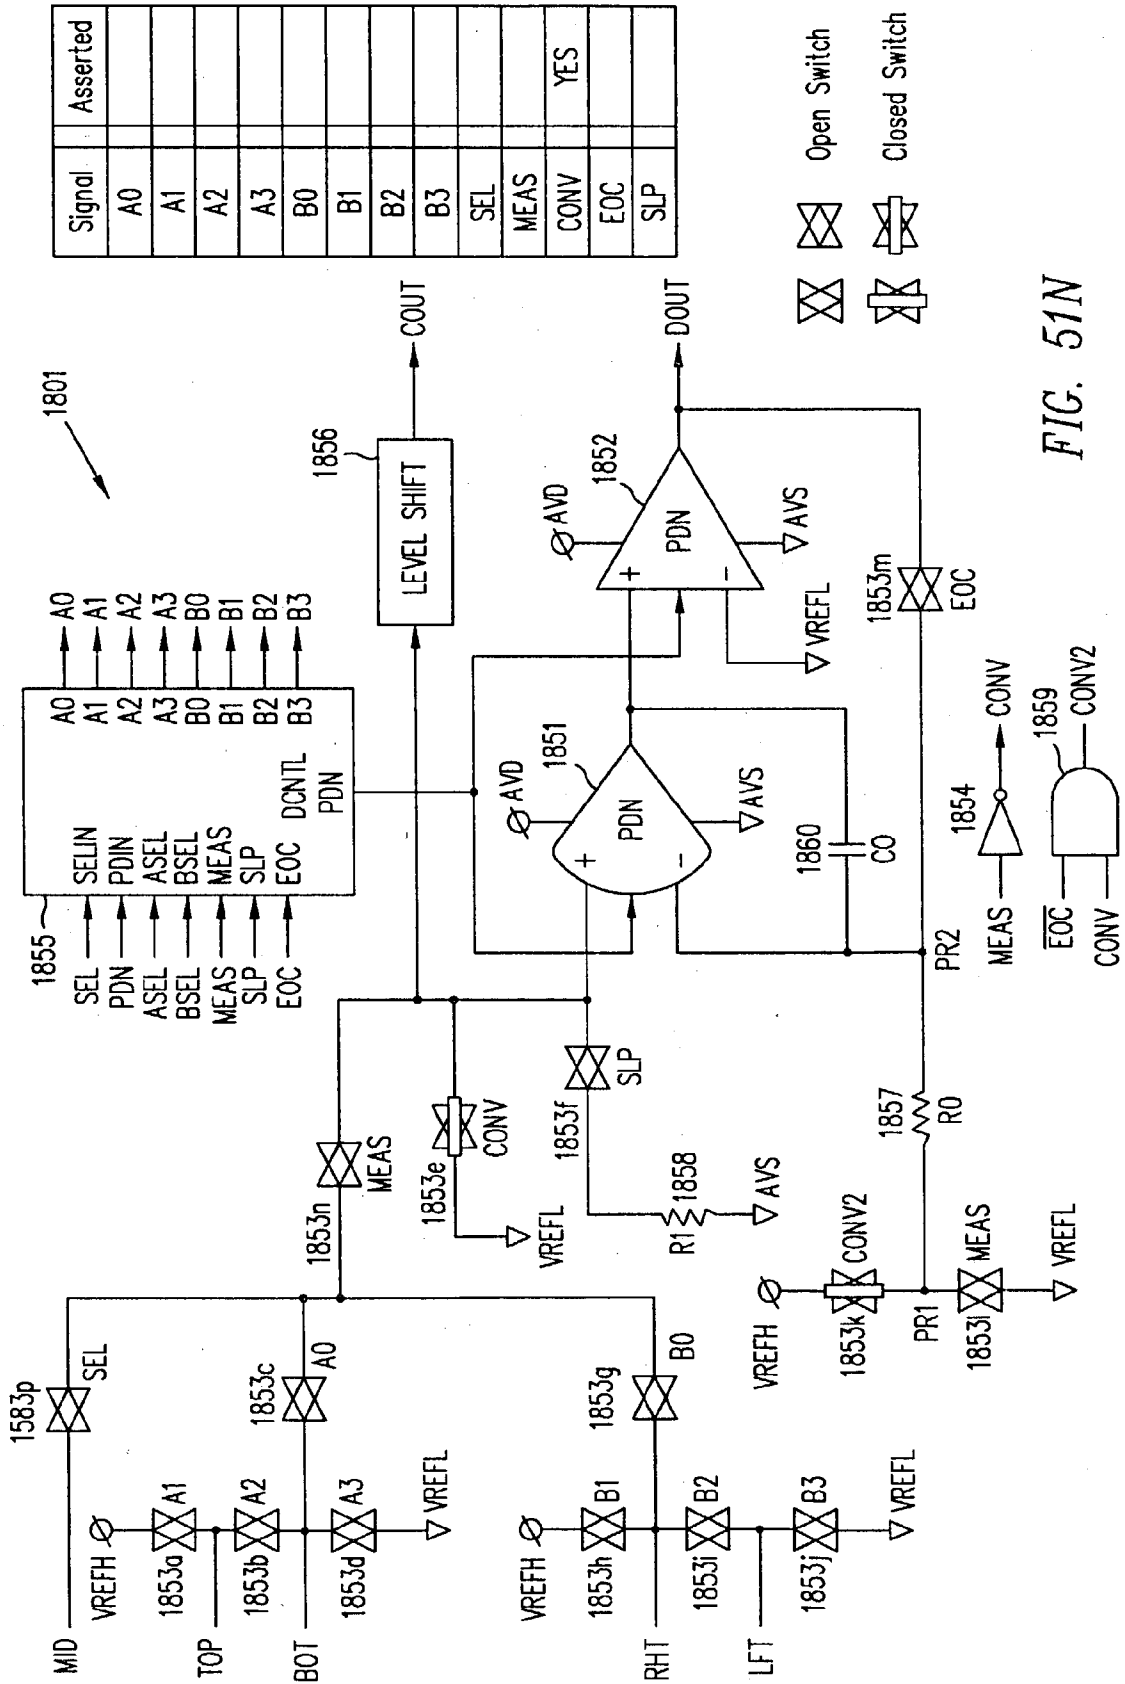 1801
1855
SEL
PDN
ASEL
BSEL
MEAS
SLP
EOC
SELIN
PDIN
ASEL
BSEL
MEAS
SLP
EOC
DCNTL
PDN
A0
A1
A2
A3
B0
B1
B2
B3
A0
A1
A2
A3
B0
B1
B2
B3
Signal Asserted
A0
A1
A2
A3
B0
B1
B2
B3
SEL
MEAS
CONV YES
EOC
SLP
1856
LEVEL SHIFT
COUT
MID
1583p
SEL
VREFH
1853a
A1
TOP
1853b
A2
BOT
1853c
A0
1853d
A3
VREFL
1853n
MEAS
1853e
CONV
VREFL
1853f
SLP
R1
1858
AVS
AVD
1851
+
PDN
−
AVS
1860
CO
AVD
1852
+
PDN
−
AVS
VREFL
DOUT
1853m
EOC
VREFH
1853h
B1
RHT
1853g
B0
1853i
B2
LFT
1853j
B3
VREFL
VREFH
1853k
CONV2
PR1
1853l
MEAS
VREFL
1857
R0
PR2
MEAS
1854
CONV
E̅O̅C̅
CONV
1859
CONV2
Open Switch
Closed Switch
FIG. 51N